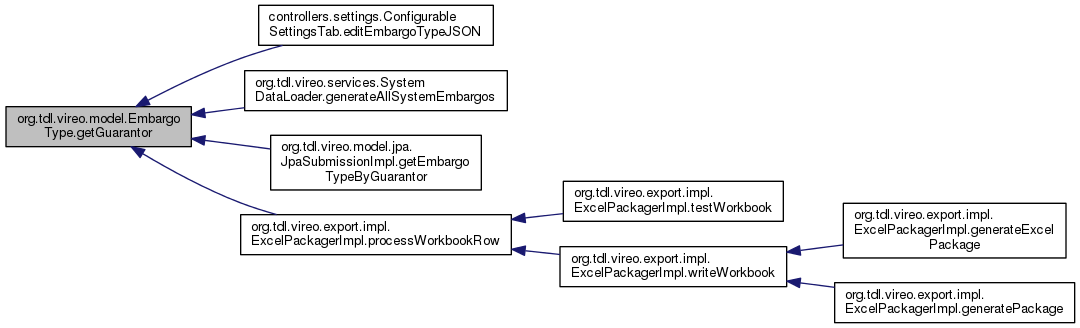 controllers.settings.Configurable
SettingsTab.editEmbargoTypeJSON
org.tdl.vireo.services.System
DataLoader.generateAllSystemEmbargos
org.tdl.vireo.model.Embargo
Type.getGuarantor
org.tdl.vireo.model.jpa.
JpaSubmissionImpl.getEmbargo
TypeByGuarantor
org.tdl.vireo.export.impl.
ExcelPackagerImpl.processWorkbookRow
org.tdl.vireo.export.impl.
ExcelPackagerImpl.testWorkbook
org.tdl.vireo.export.impl.
ExcelPackagerImpl.writeWorkbook
org.tdl.vireo.export.impl.
ExcelPackagerImpl.generateExcel
Package
org.tdl.vireo.export.impl.
ExcelPackagerImpl.generatePackage